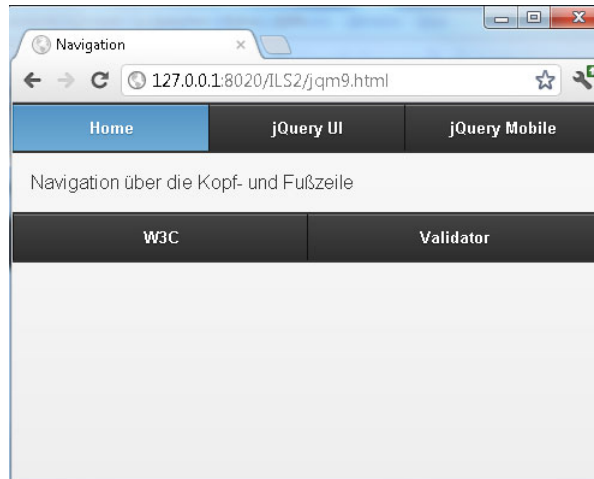 Navigation
127.0.0.1:8020/ILS2/jqm9.html
Home jQuery UI jQuery Mobile
Navigation über die Kopf- und Fußzeile
W3C Validator